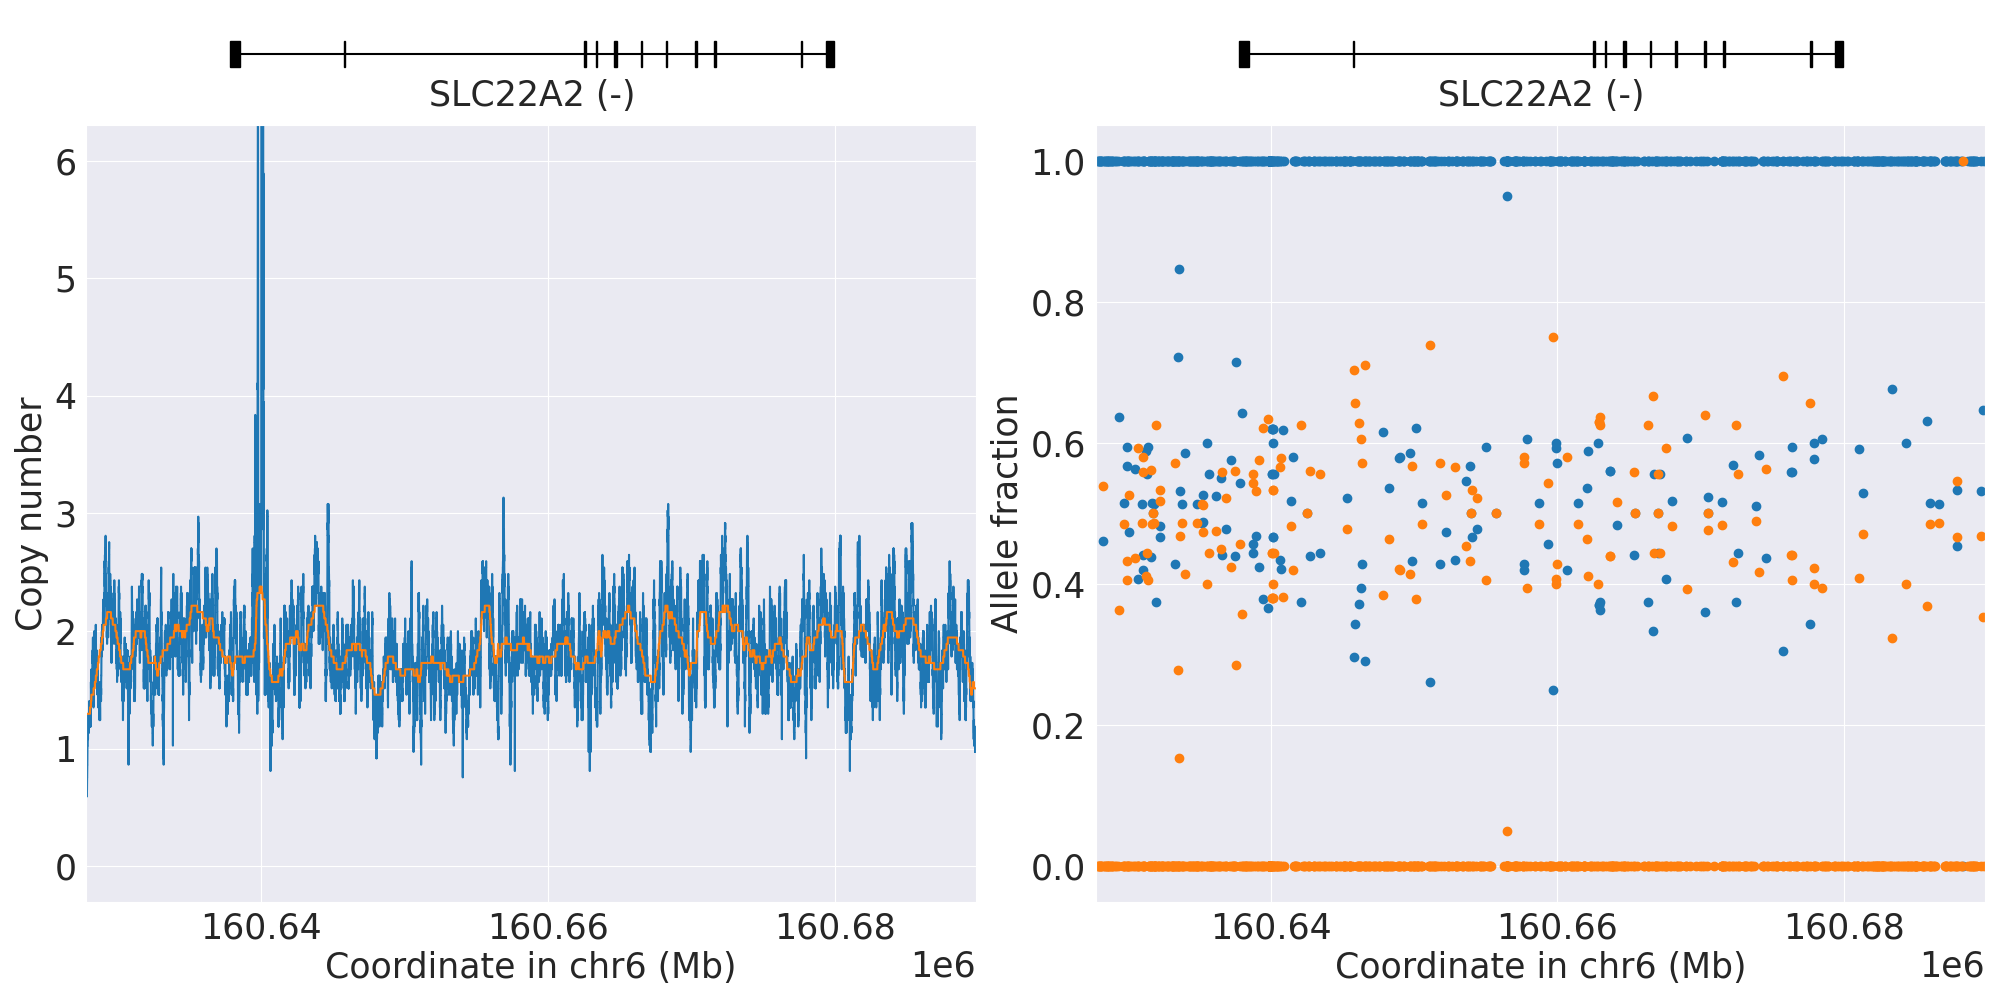 SLC22A2 (-)
SLC22A2 (-)
Copy number
6
5
4
3
2
1
0
160.64
160.66
160.68
Coordinate in chr6 (Mb)
1e6
Allele fraction
1.0
0.8
0.6
0.4
0.2
0.0
160.64
160.66
160.68
Coordinate in chr6 (Mb)
1e6